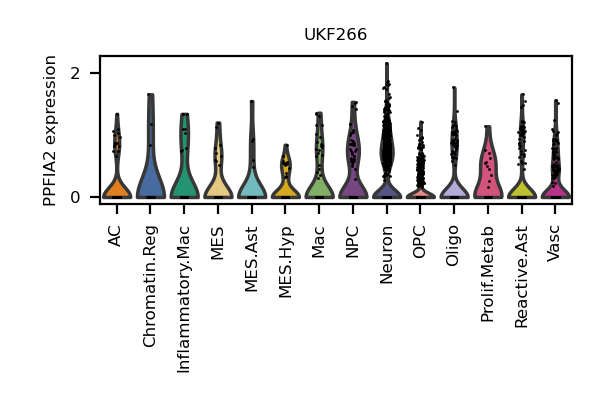 UKF266
PPFIA2 expression
2
0
AC
Chromatin.Reg
Inflammatory.Mac
MES
MES.Ast
MES.Hyp
Mac
NPC
Neuron
OPC
Oligo
Prolif.Metab
Reactive.Ast
Vasc